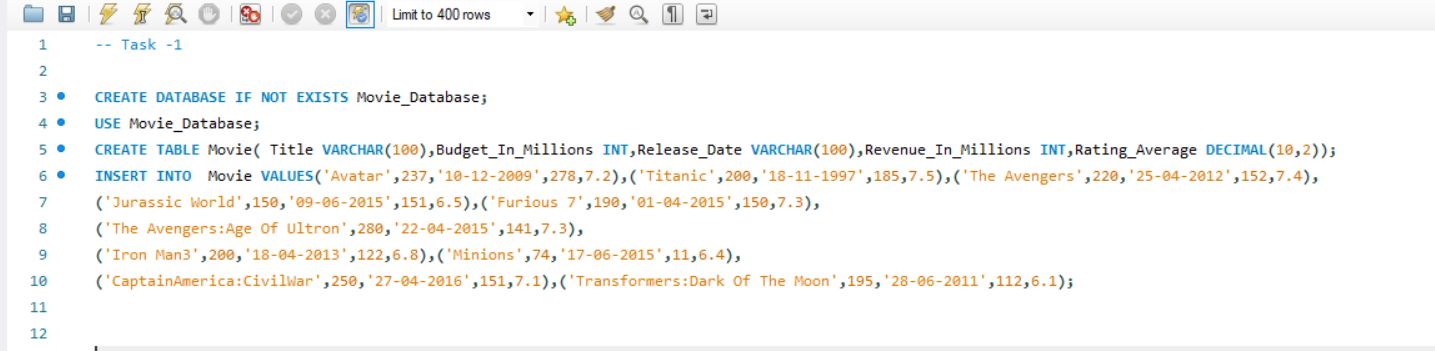 Limit to 400 rows
1 -- Task -1
2
3 CREATE DATABASE IF NOT EXISTS Movie_Database;
4 USE Movie_Database;
5 CREATE TABLE Movie( Title VARCHAR(100),Budget_In_Millions INT,Release_Date VARCHAR(100),Revenue_In_Millions INT,Rating_Average DECIMAL(10,2));
6 INSERT INTO  Movie VALUES('Avatar',237,'10-12-2009',278,7.2),('Titanic',200,'18-11-1997',185,7.5),('The Avengers',220,'25-04-2012',152,7.4),
7 ('Jurassic World',150,'09-06-2015',151,6.5),('Furious 7',190,'01-04-2015',150,7.3),
8 ('The Avengers:Age Of Ultron',280,'22-04-2015',141,7.3),
9 ('Iron Man3',200,'18-04-2013',122,6.8),('Minions',74,'17-06-2015',11,6.4),
10 ('CaptainAmerica:CivilWar',250,'27-04-2016',151,7.1),('Transformers:Dark Of The Moon',195,'28-06-2011',112,6.1);
11
12